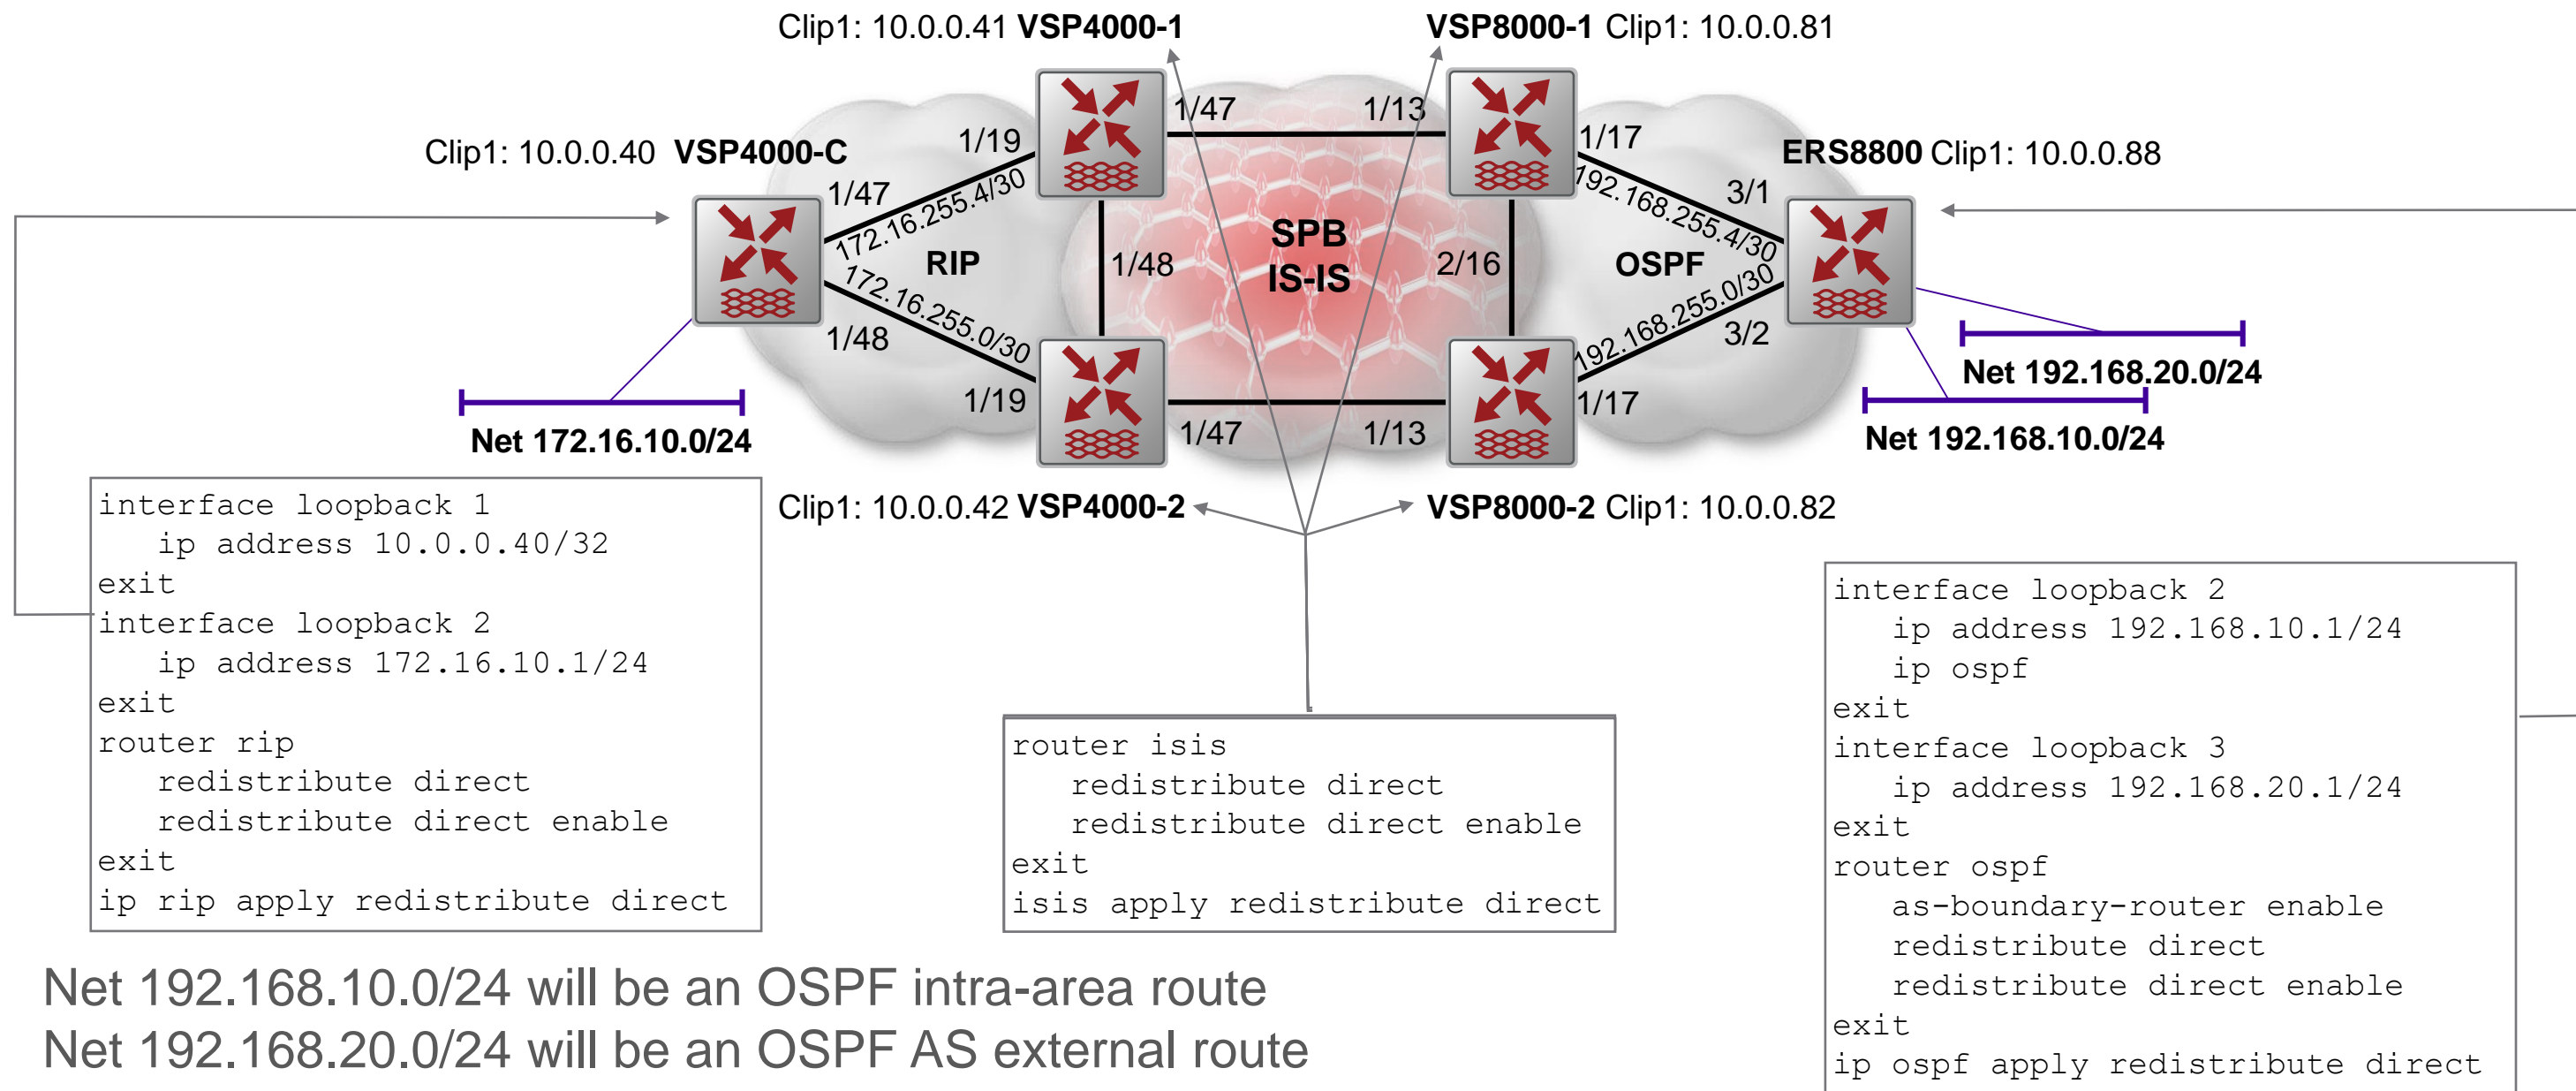 Clip1: 10.0.0.41 VSP4000-1
VSP8000-1 Clip1: 10.0.0.81
1/47
1/13
1/19
1/17
Clip1: 10.0.0.40 VSP4000-C
ERS8800 Clip1: 10.0.0.88
1/47
172.16.255.4/30
192.168.255.4/30
3/1
RIP
1/48
SPB
IS-IS
2/16
OSPF
172.16.255.0/30
192.168.255.0/30
1/48
3/2
Net 192.168.20.0/24
1/19
1/17
Net 172.16.10.0/24
1/47
1/13
Net 192.168.10.0/24
Clip1: 10.0.0.42 VSP4000-2
VSP8000-2 Clip1: 10.0.0.82
interface loopback 1
ip address 10.0.0.40/32
exit
interface loopback 2
ip address 172.16.10.1/24
exit
router rip
redistribute direct
redistribute direct enable
exit
ip rip apply redistribute direct
router isis
redistribute direct
redistribute direct enable
exit
isis apply redistribute direct
interface loopback 2
ip address 192.168.10.1/24
ip ospf
exit
interface loopback 3
ip address 192.168.20.1/24
exit
router ospf
as-boundary-router enable
redistribute direct
redistribute direct enable
exit
ip ospf apply redistribute direct
Net 192.168.10.0/24 will be an OSPF intra-area route
Net 192.168.20.0/24 will be an OSPF AS external route